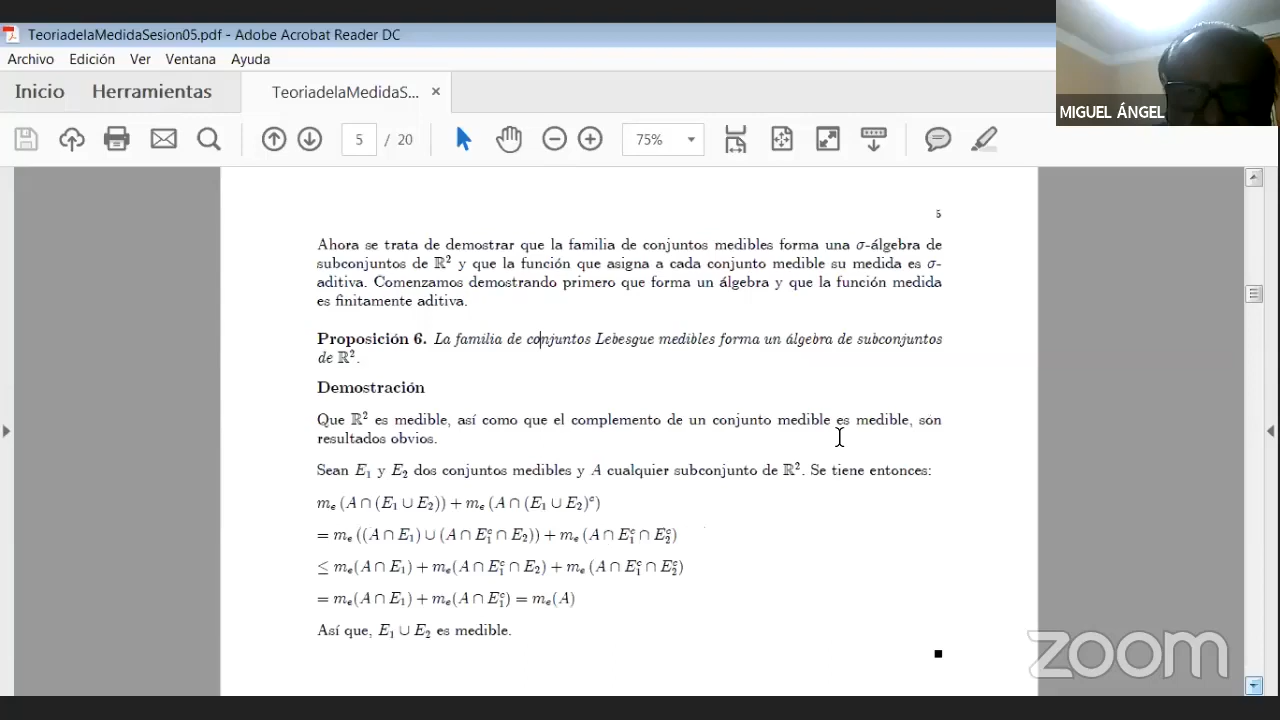 TeoriadelaMedidaSesion05.pdf - Adobe Acrobat Reader DC
Archivo Edición Ver Ventana Ayuda
Inicio Herramientas TeoriadelaMedidaS... ×
5 / 20 75%
MIGUEL ÁNGEL
5
Ahora se trata de demostrar que la familia de conjuntos medibles forma una σ-álgebra de
subconjuntos de ℝ² y que la función que asigna a cada conjunto medible su medida es σ-
aditiva. Comenzamos demostrando primero que forma un álgebra y que la función medida
es finitamente aditiva.
Proposición 6. La familia de conjuntos Lebesgue medibles forma un álgebra de subconjuntos
de ℝ².
Demostración
Que ℝ² es medible, así como que el complemento de un conjunto medible es medible, són
resultados obvios.
Sean E₁ y E₂ dos conjuntos medibles y A cualquier subconjunto de ℝ². Se tiene entonces:
mₑ (A ∩ (E₁ ∪ E₂)) + mₑ (A ∩ (E₁ ∪ E₂)ᶜ)
= mₑ ((A ∩ E₁) ∪ (A ∩ E₁ᶜ ∩ E₂)) + mₑ (A ∩ E₁ᶜ ∩ E₂ᶜ)
≤ mₑ(A ∩ E₁) + mₑ(A ∩ E₁ᶜ ∩ E₂) + mₑ (A ∩ E₁ᶜ ∩ E₂ᶜ)
= mₑ(A ∩ E₁) + mₑ(A ∩ E₁ᶜ) = mₑ(A)
Así que, E₁ ∪ E₂ es medible.
zoom